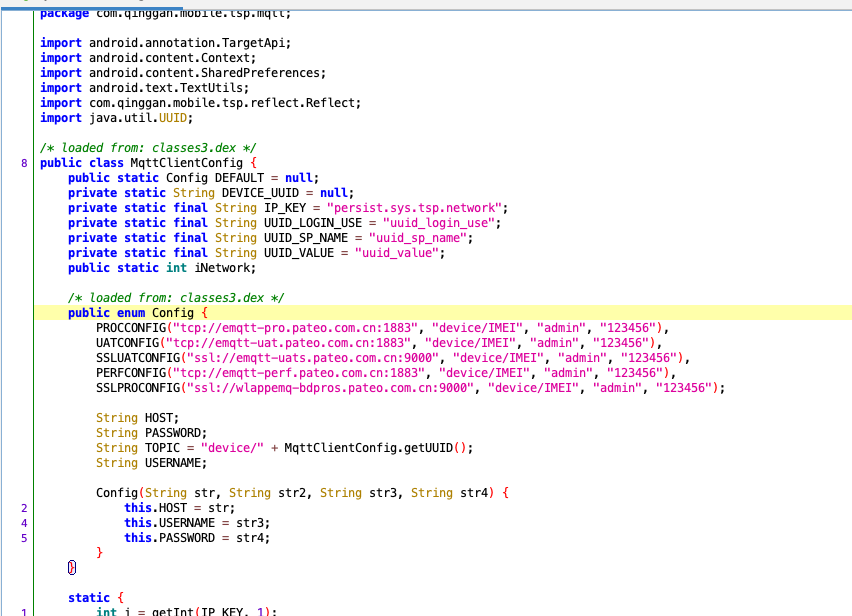 package com.qinggan.mobile.tsp.mqtt;
import android.annotation.TargetApi;
import android.content.Context;
import android.content.SharedPreferences;
import android.text.TextUtils;
import com.qinggan.mobile.tsp.reflect.Reflect;
import java.util.UUID;
/* loaded from: classes3.dex */
8 public class MqttClientConfig {
public static Config DEFAULT = null;
private static String DEVICE_UUID = null;
private static final String IP_KEY = "persist.sys.tsp.network";
private static final String UUID_LOGIN_USE = "uuid_login_use";
private static final String UUID_SP_NAME = "uuid_sp_name";
private static final String UUID_VALUE = "uuid_value";
public static int iNetwork;
/* loaded from: classes3.dex */
public enum Config {
PROCCONFIG("tcp://emqtt-pro.pateo.com.cn:1883", "device/IMEI", "admin", "123456"),
UATCONFIG("tcp://emqtt-uat.pateo.com.cn:1883", "device/IMEI", "admin", "123456"),
SSLUATCONFIG("ssl://emqtt-uats.pateo.com.cn:9000", "device/IMEI", "admin", "123456"),
PERFCONFIG("tcp://emqtt-perf.pateo.com.cn:1883", "device/IMEI", "admin", "123456"),
SSLPROCONFIG("ssl://wlappemq-bdpros.pateo.com.cn:9000", "device/IMEI", "admin", "123456");
String HOST;
String PASSWORD;
String TOPIC = "device/" + MqttClientConfig.getUUID();
String USERNAME;
Config(String str, String str2, String str3, String str4) {
2 this.HOST = str;
4 this.USERNAME = str3;
5 this.PASSWORD = str4;
}
}
static {
1 int i = getInt(IP_KEY, 1);